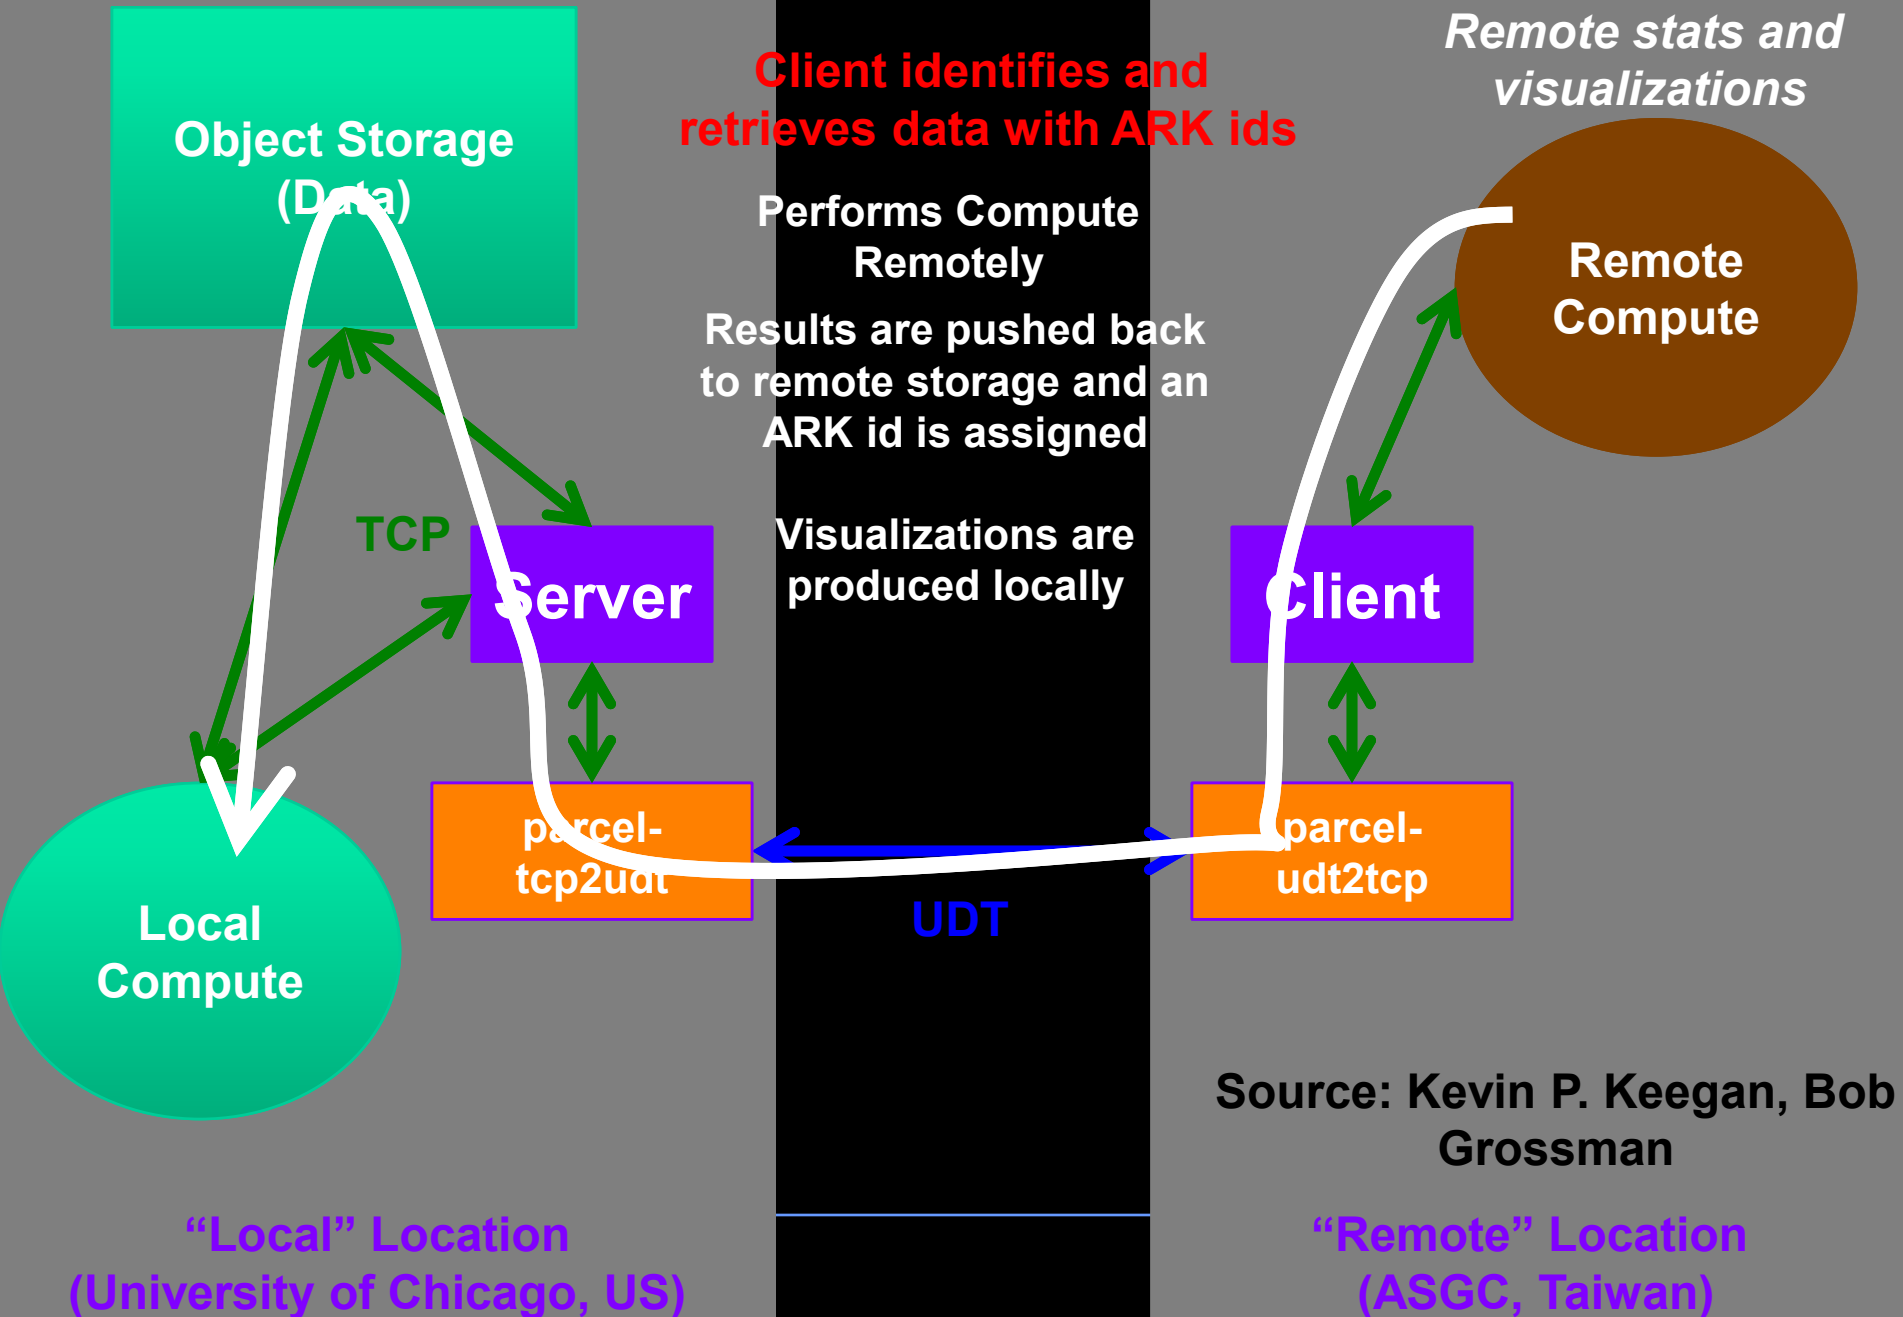 Object Storage
(Data)
Client identifies and
retrieves data with ARK ids
Performs Compute
Remotely
Results are pushed back
to remote storage and an
ARK id is assigned
Visualizations are
produced locally
Remote stats and
visualizations
Remote
Compute
TCP
Server
Client
parcel-
tcp2udt
UDT
parcel-
udt2tcp
Local
Compute
Source: Kevin P. Keegan, Bob
Grossman
“Local” Location
(University of Chicago, US)
“Remote” Location
(ASGC, Taiwan)